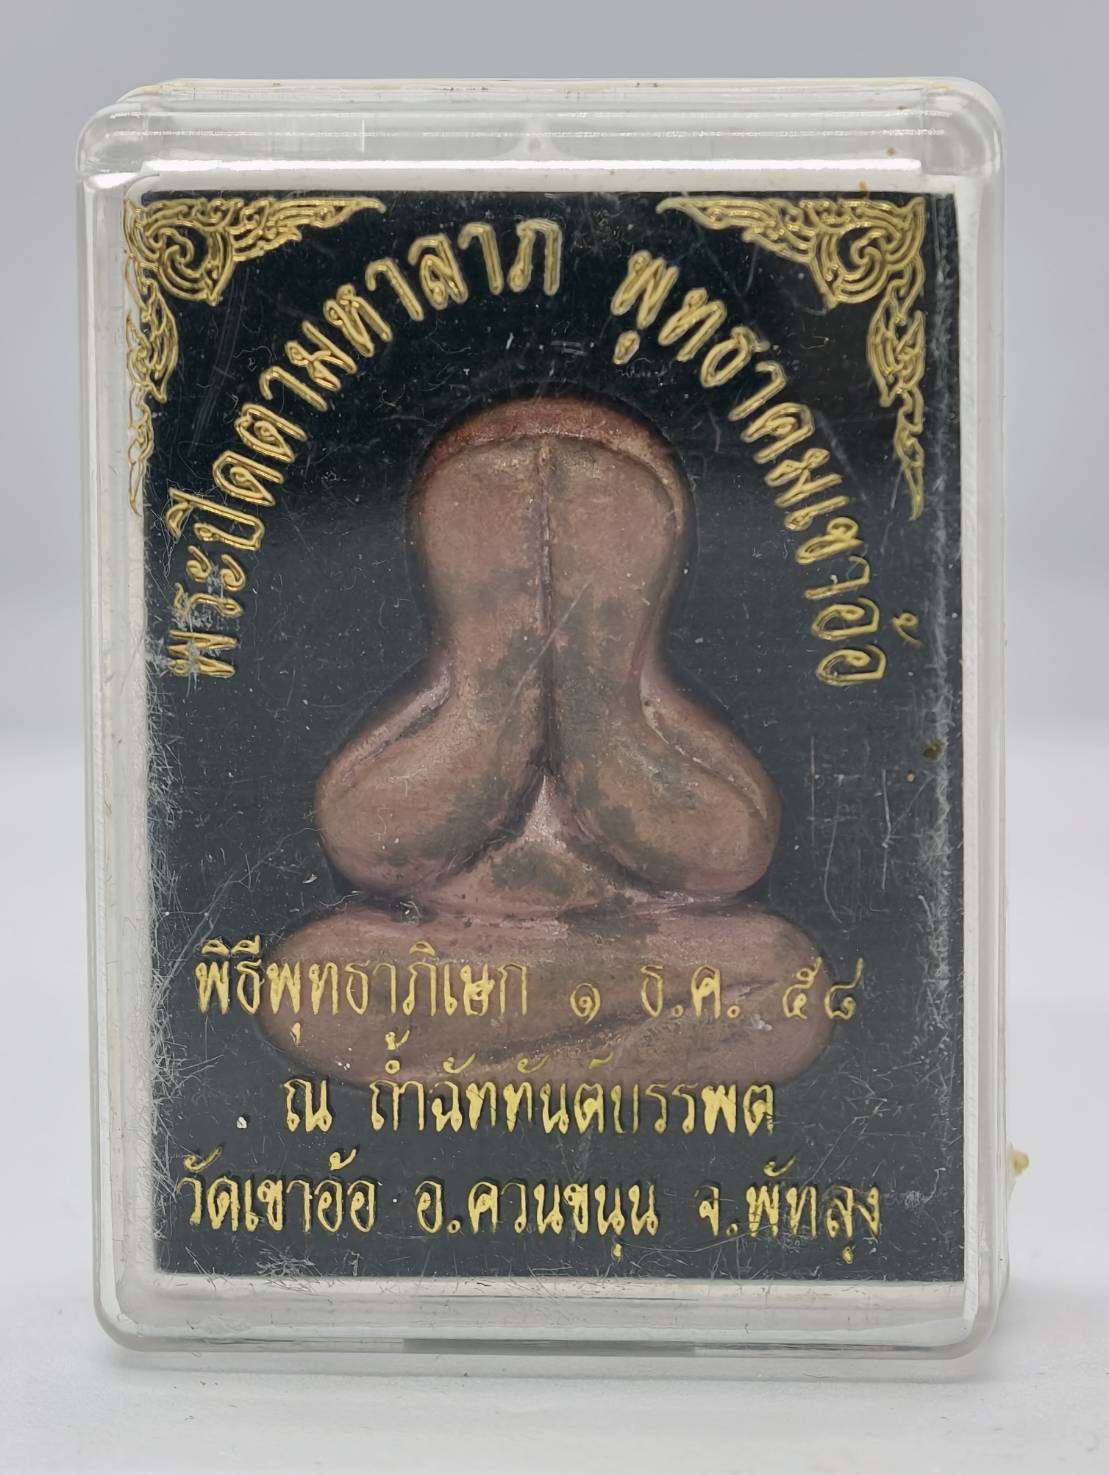 พระปิดตามหาลาภ พุทธาคมเขาอ้อ
พิธีพุทธาภิเษก ๑ ธ.ค. ๕๘
ณ ถ้ำฉัททันต์บรรพต
วัดเขาอ้อ อ.ควนขนุน จ.พัทลุง